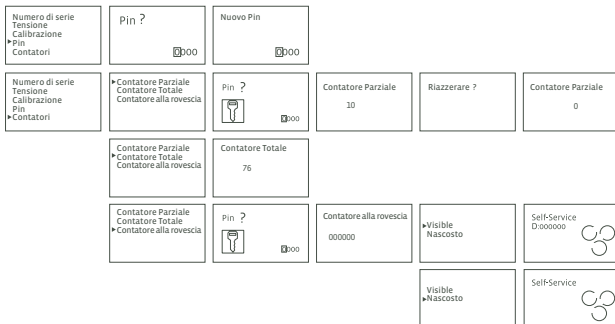 Numero di serie
Tensione
Calibrazione
▸Pin
Contatori
Pin ?
0000
Nuovo Pin
0000
Numero di serie
Tensione
Calibrazione
Pin
▸Contatori
▸Contatore Parziale
Contatore Totale
Contatore alla rovescia
Pin ?
0000
Contatore Parziale
10
Riazzerare ?
Contatore Parziale
0
Contatore Parziale
▸Contatore Totale
Contatore alla rovescia
Contatore Totale
76
Contatore Parziale
Contatore Totale
▸Contatore alla rovescia
Pin ?
0000
Contatore alla rovescia
000000
▸Visible
Nascosto
Self-Service
D:000000
Visible
▸Nascosto
Self-Service